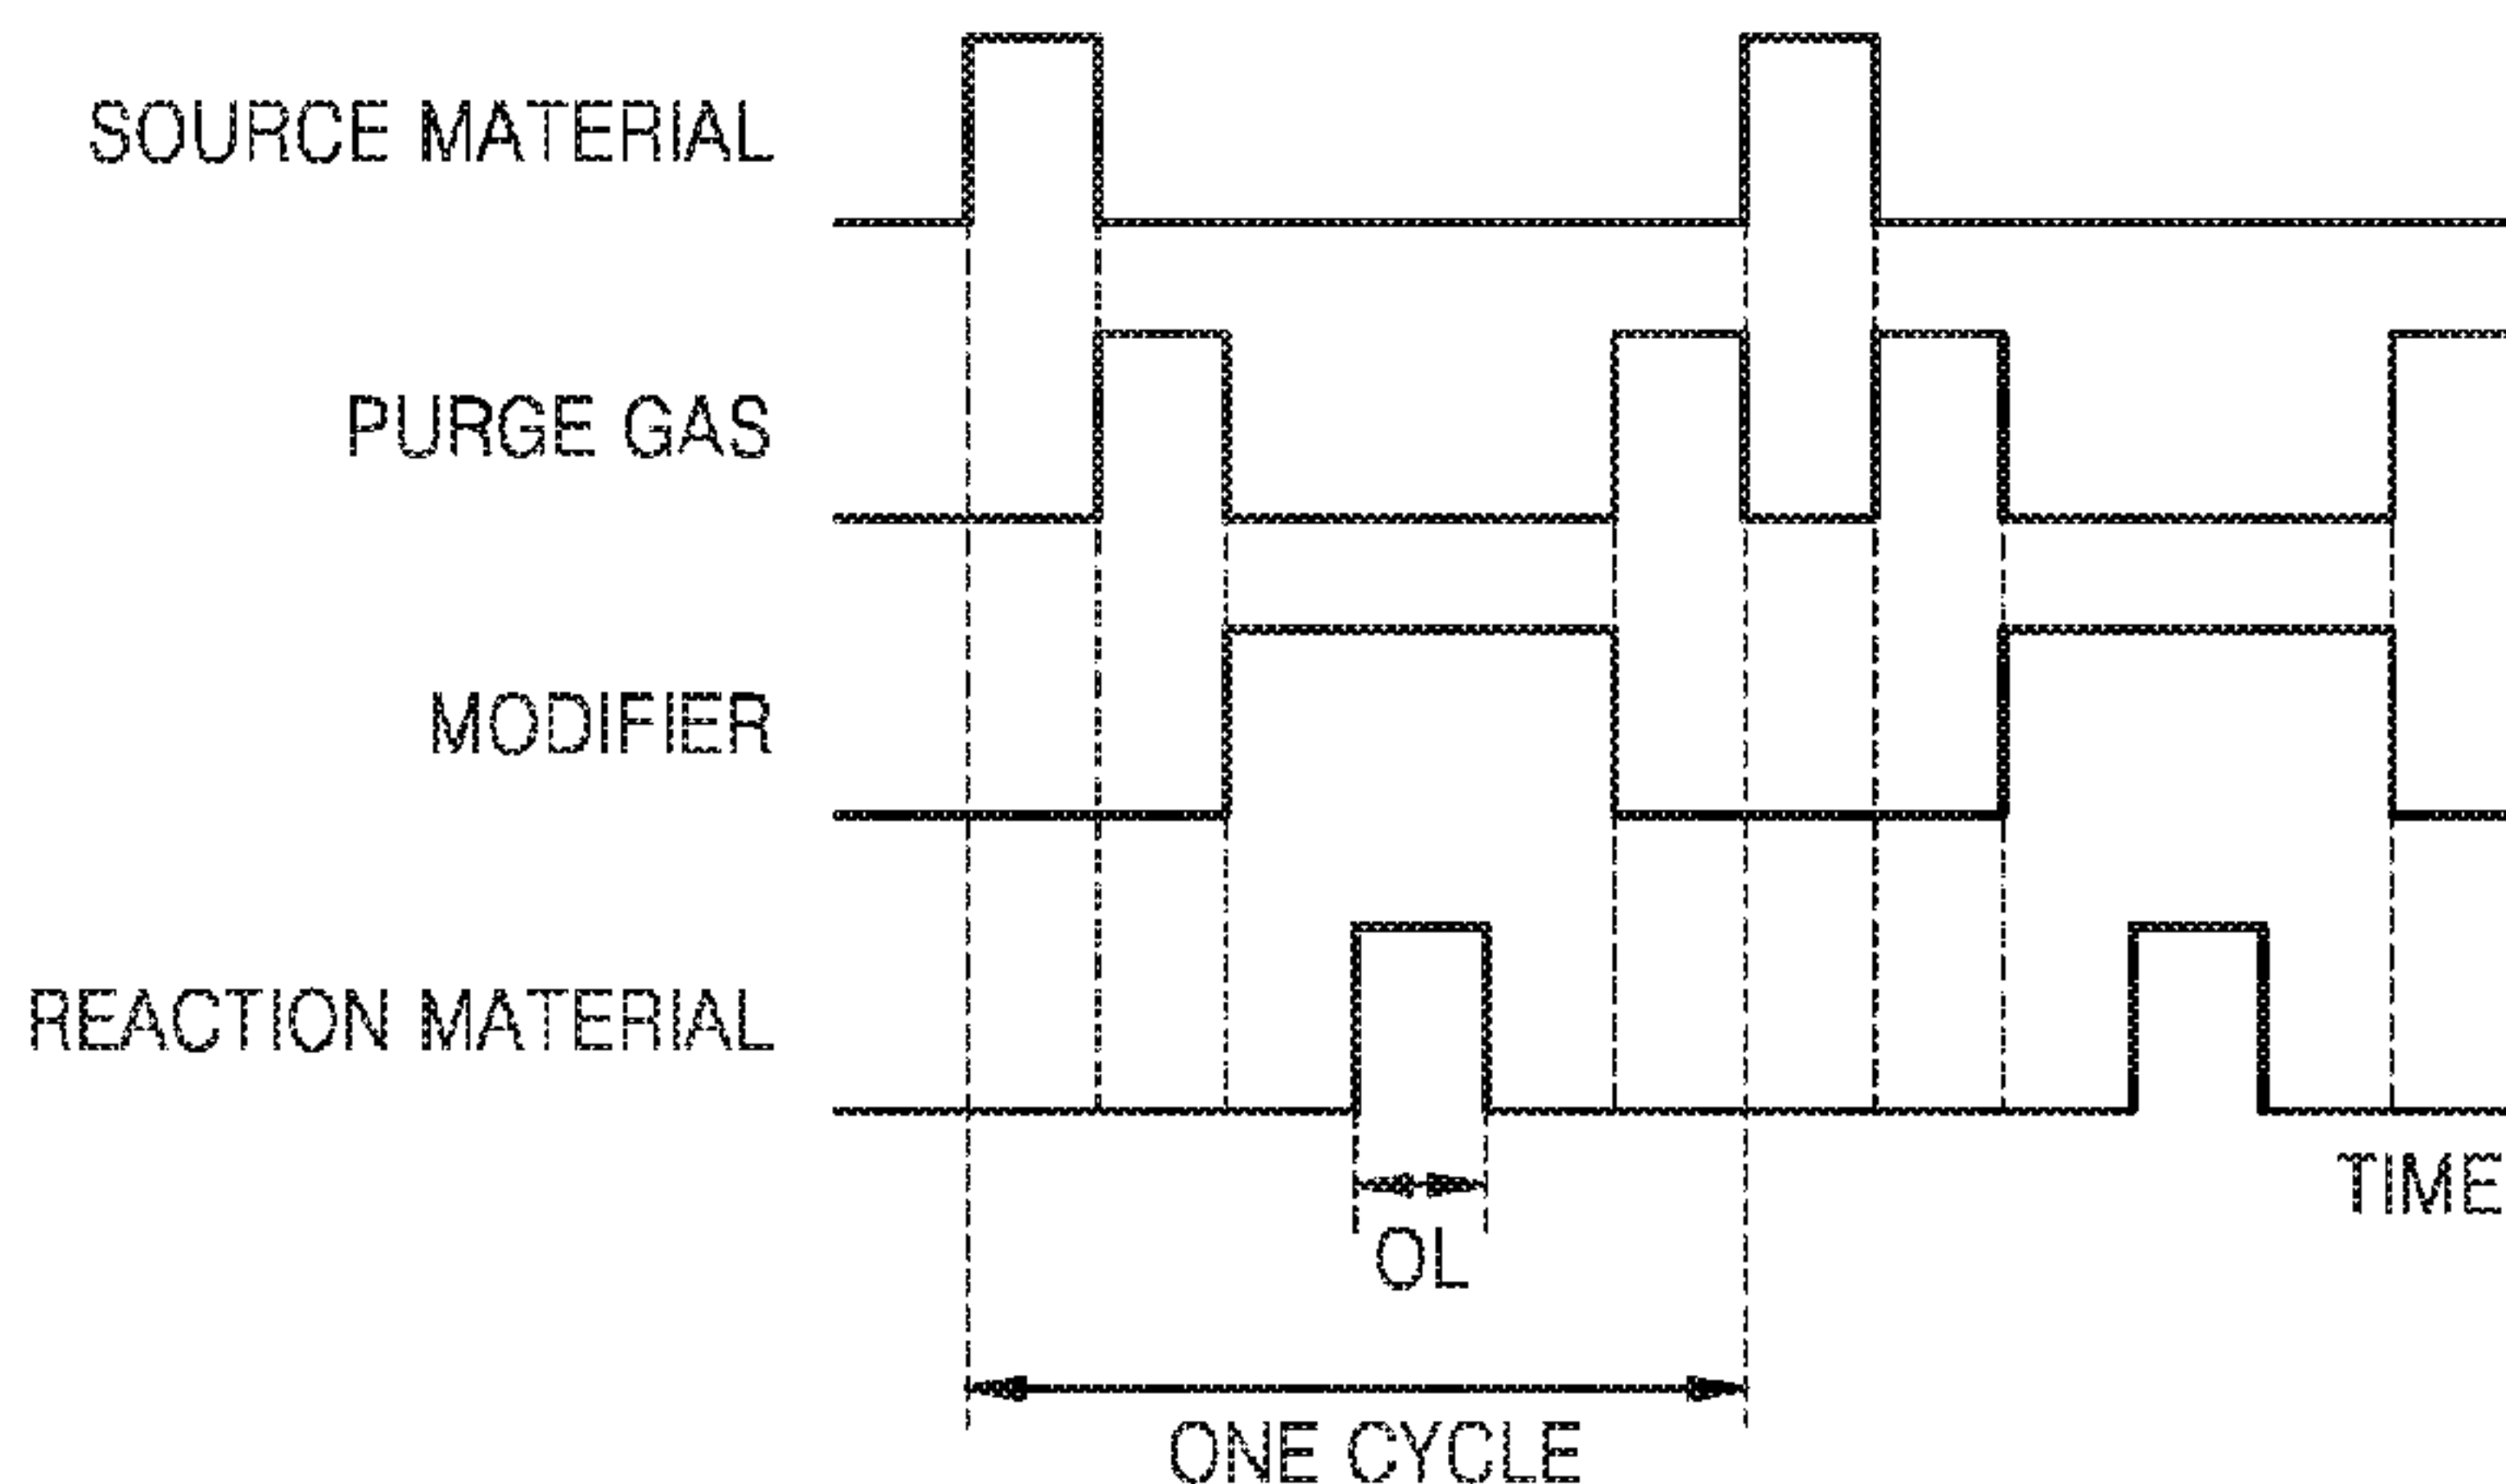 SOURCE MATERIAL
PURGE GAS
MODIFIER
REACTION MATERIAL
TIME
OL
ONE CYCLE